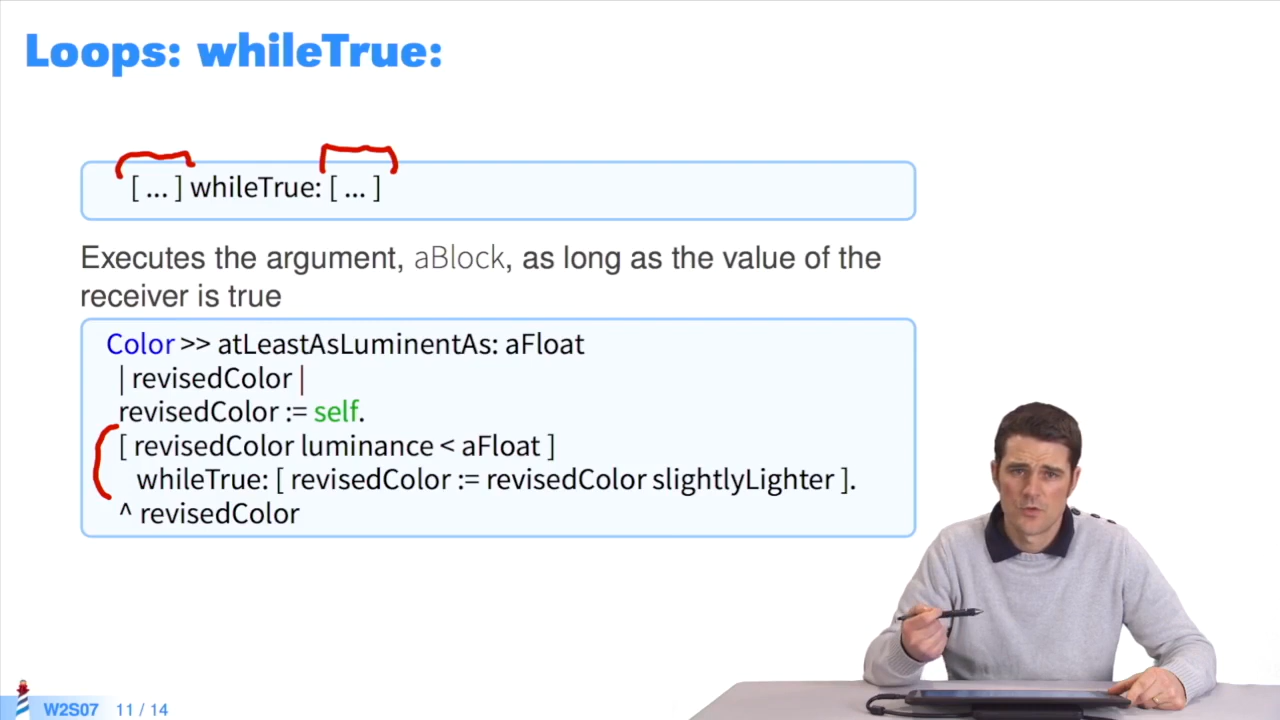 Loops: whileTrue:
[ ... ] whileTrue: [ ... ]
Executes the argument, aBlock, as long as the value of the
receiver is true
Color >> atLeastAsLuminentAs: aFloat
| revisedColor |
revisedColor := self.
[ revisedColor luminance < aFloat ]
whileTrue: [ revisedColor := revisedColor slightlyLighter ].
^ revisedColor
W2S07 11 / 14